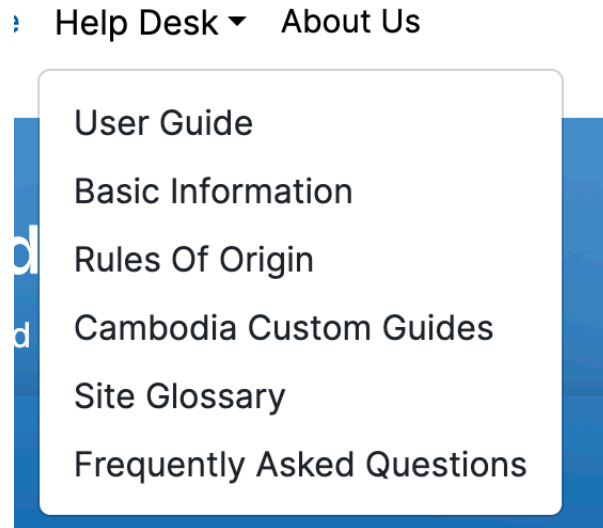 Help Desk About Us
User Guide
Basic Information
Rules Of Origin
Cambodia Custom Guides
Site Glossary
Frequently Asked Questions